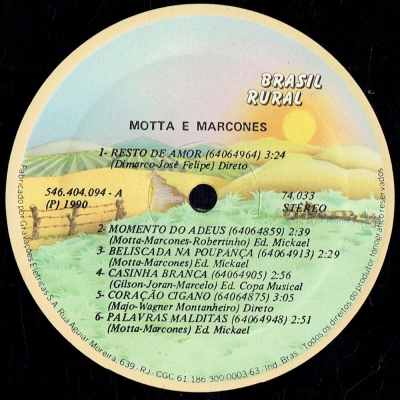 BRASIL
RURAL
MOTTA E MARCONES
1- RESTO DE AMOR (64064964) 3:24
(Dimarco-José Felipe) Direto
546.404.094 - A
(P) 1990
74.033
STÉREO
2- MOMENTO DO ADEUS (64064859) 2:39
(Motta-Marcones-Robertinho) Ed. Mickael
3- BELISCADA NA POUPANÇA (64064913) 2:29
(Motta-Marcones) Ed. Mickael
4- CASINHA BRANCA (64064905) 2:56
(Gilson-Joran-Marcelo) Ed. Copa Musical
5- CORAÇÃO CIGANO (64064875) 3:05
(Majo-Wagner Montanheiro) Direto
6- PALAVRAS MALDITAS (64064948) 2:51
(Motta-Marcones) Ed. Mickael
Fabricado por Gravações Elétricas S.A. Rua Aguiar Moreira, 639. RJ - CGC 61.186.300.0003-63. Ind. Bras. Todos os direitos do produtor fonográfico reservados